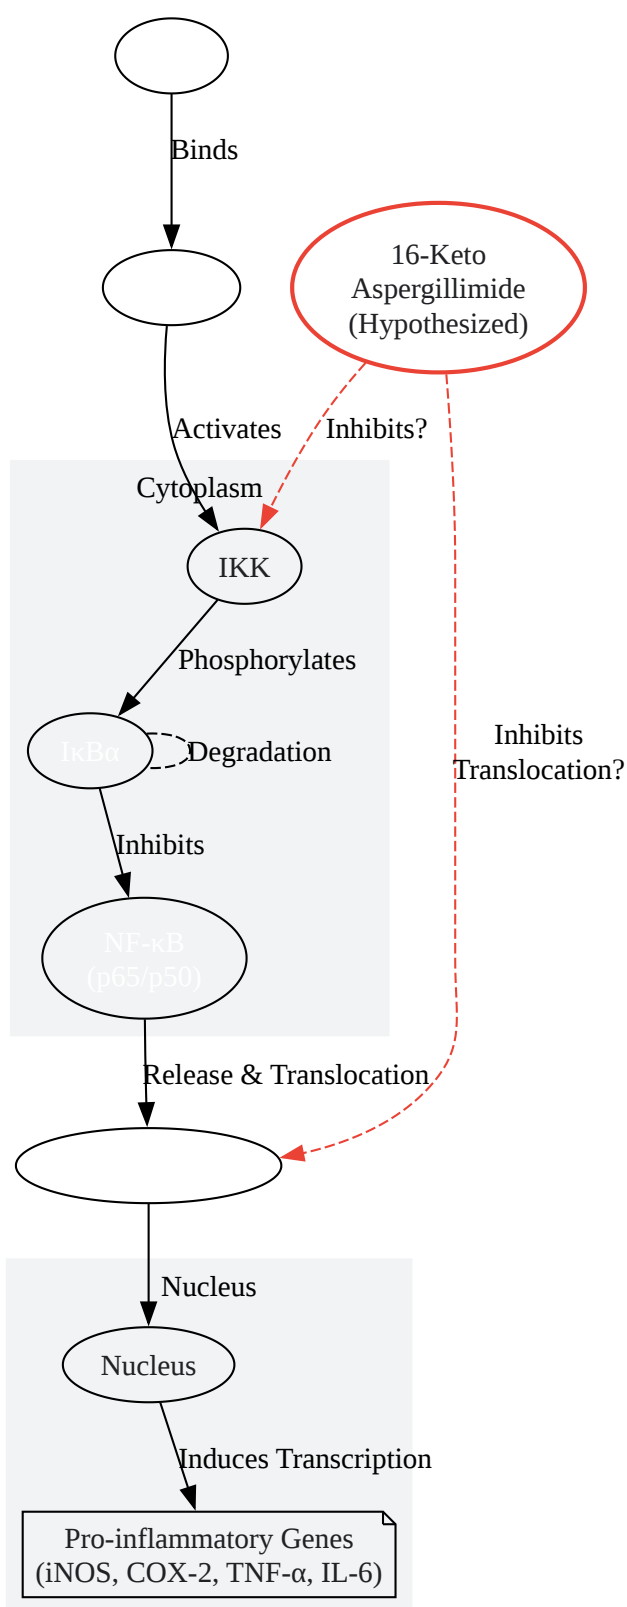 Binds
16-Keto
Aspergillimide
(Hypothesized)
Activates
Inhibits?
Cytoplasm
IKK
Phosphorylates
IκBα
Degradation
Inhibits
Translocation?
Inhibits
NF-κB
(p65/p50)
Release & Translocation
Nucleus
Nucleus
Induces Transcription
Pro-inflammatory Genes
(iNOS, COX-2, TNF-α, IL-6)